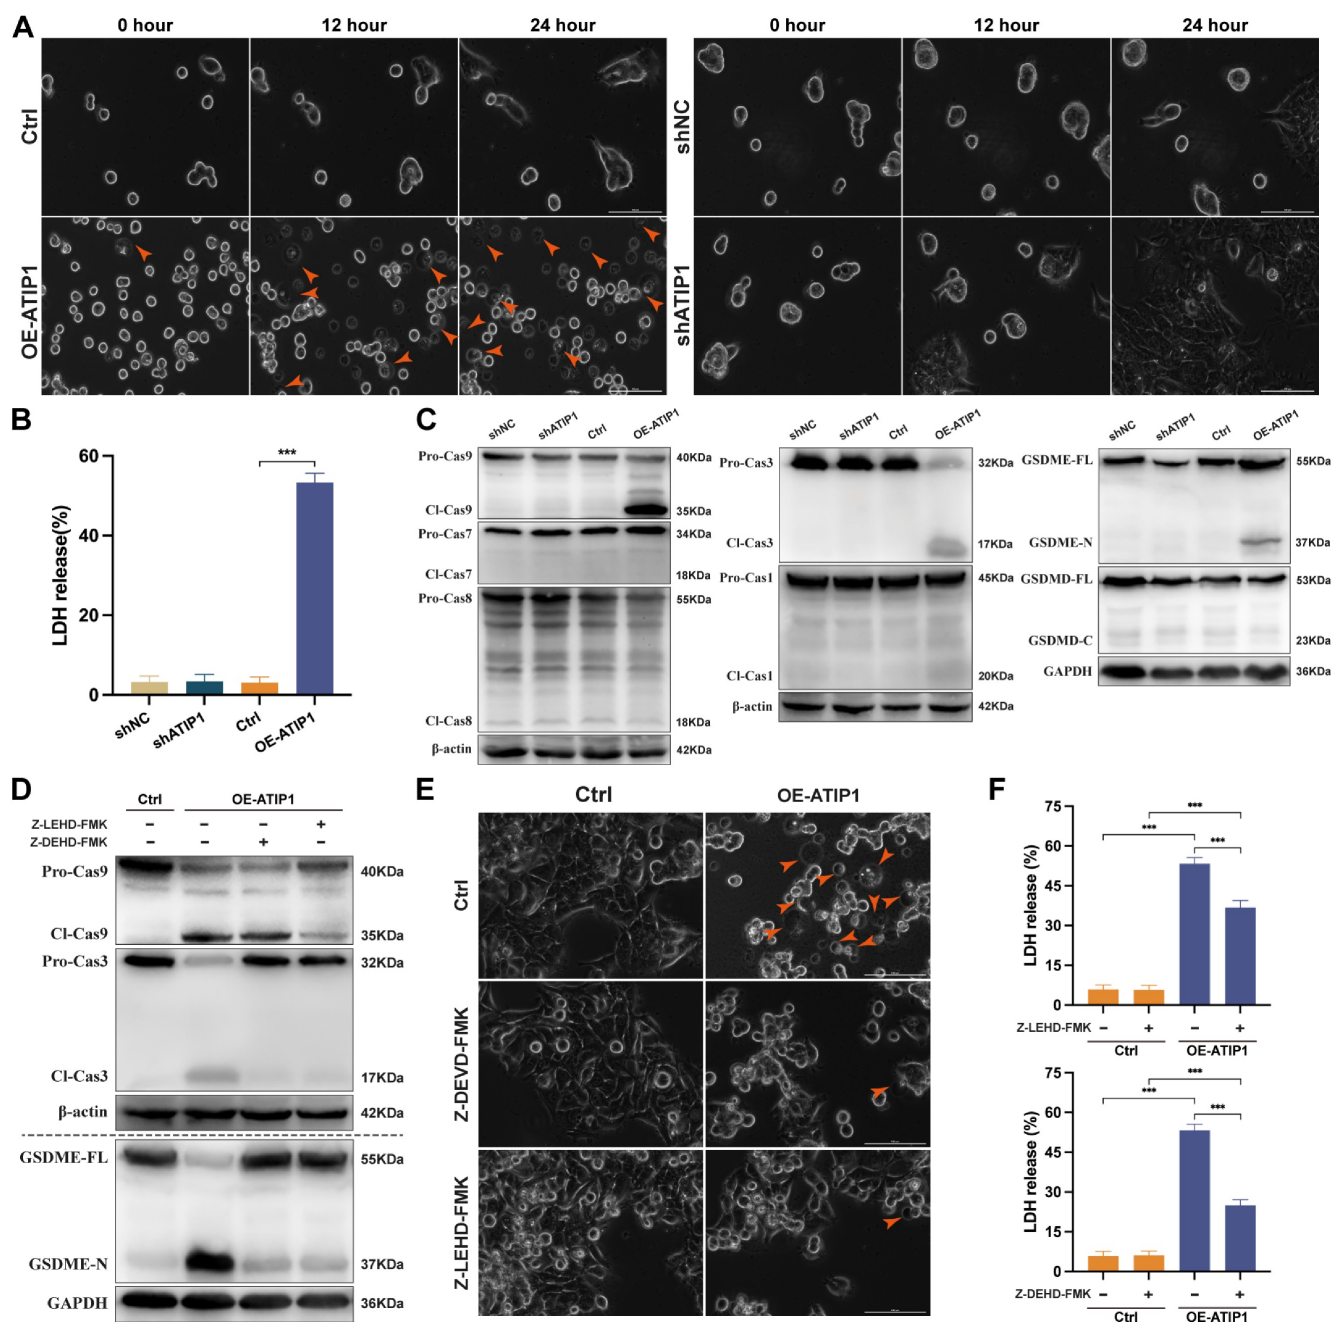 A
0 hour 12 hour 24 hour
0 hour 12 hour 24 hour
Ctrl
OE-ATIP1
shNC
shATIP1
B
LDH release(%)
60
40
20
0
shNC shATIP1 Ctrl OE-ATIP1
***
C
shNC shATIP1 Ctrl OE-ATIP1
Pro-Cas9 40KDa
Cl-Cas9 35KDa
Pro-Cas7 34KDa
Cl-Cas7 18KDa
Pro-Cas8 55KDa
Cl-Cas8 18KDa
β-actin 42KDa
shNC shATIP1 Ctrl OE-ATIP1
Pro-Cas3 32KDa
Cl-Cas3 17KDa
Pro-Cas1 45KDa
Cl-Cas1 20KDa
β-actin 42KDa
shNC shATIP1 Ctrl OE-ATIP1
GSDME-FL 55KDa
GSDME-N 37KDa
GSDMD-FL 53KDa
GSDMD-C 23KDa
GAPDH 36KDa
D
Ctrl OE-ATIP1
Z-LEHD-FMK − − − +
Z-DEHD-FMK − − + −
Pro-Cas9 40KDa
Cl-Cas9 35KDa
Pro-Cas3 32KDa
Cl-Cas3 17KDa
β-actin 42KDa
GSDME-FL 55KDa
GSDME-N 37KDa
GAPDH 36KDa
E
Ctrl OE-ATIP1
Ctrl
Z-DEVD-FMK
Z-LEHD-FMK
F
LDH release (%)
75
60
45
30
15
0
***
***
***
Z-LEHD-FMK − + − +
Ctrl OE-ATIP1
LDH release (%)
75
60
45
30
15
0
***
***
***
Z-DEHD-FMK − + − +
Ctrl OE-ATIP1